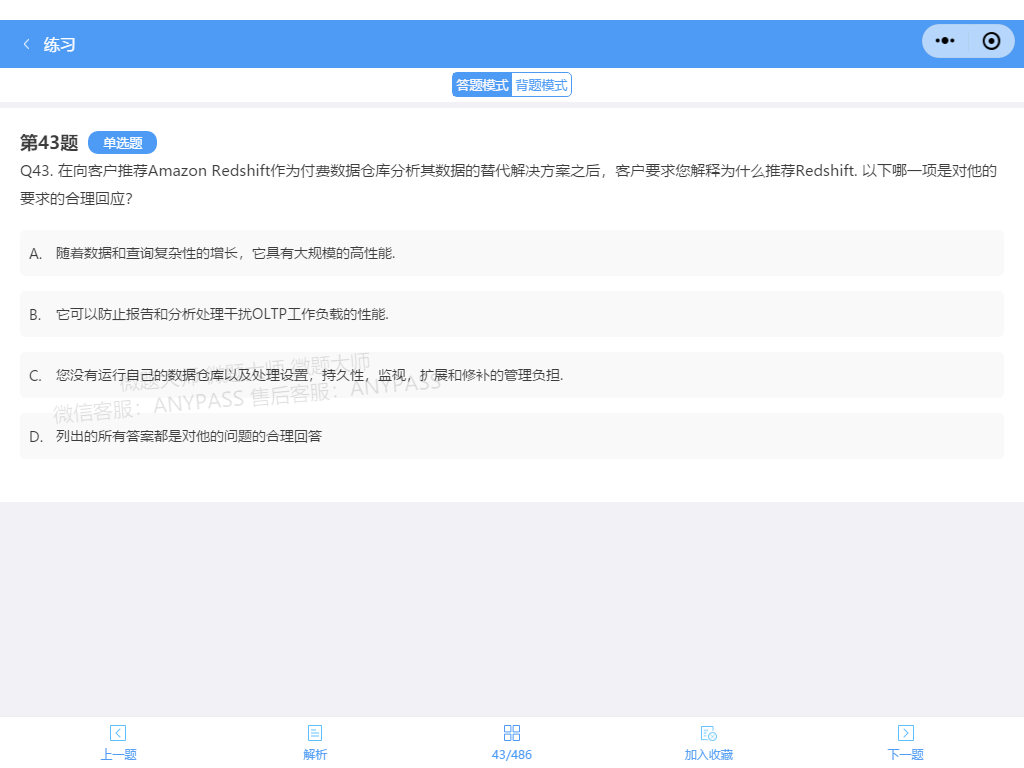 练习
答题模式 背题模式
第43题 单选题
Q43. 在向客户推荐Amazon Redshift作为付费数据仓库分析其数据的替代解决方案之后，客户要求您解释为什么推荐Redshift. 以下哪一项是对他的
要求的合理回应？
A. 随着数据和查询复杂性的增长，它具有大规模的高性能.
B. 它可以防止报告和分析处理干扰OLTP工作负载的性能.
C. 您没有运行自己的数据仓库以及处理设置，持久性，监视，扩展和修补的管理负担.
微题大师 微题大师 微题大师
微信客服：ANYPASS 售后客服：ANYPASS
D. 列出的所有答案都是对他的问题的合理回答
上一题 解析 43/486 加入收藏 下一题